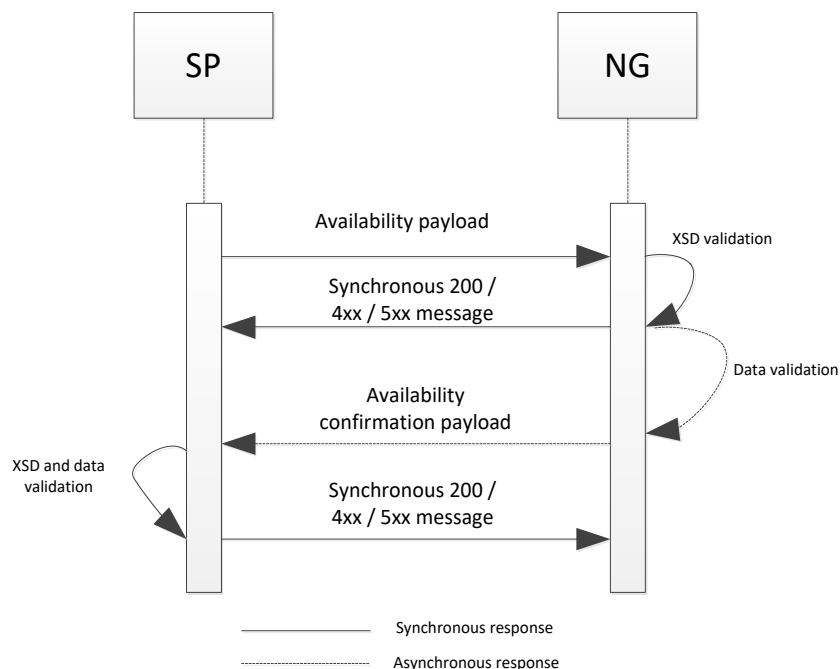 SP
NG
Availability payload
XSD validation
Synchronous 200 /
4xx / 5xx message
Data validation
Availability
confirmation payload
XSD and data
validation
Synchronous 200 /
4xx / 5xx message
Synchronous response
Asynchronous response